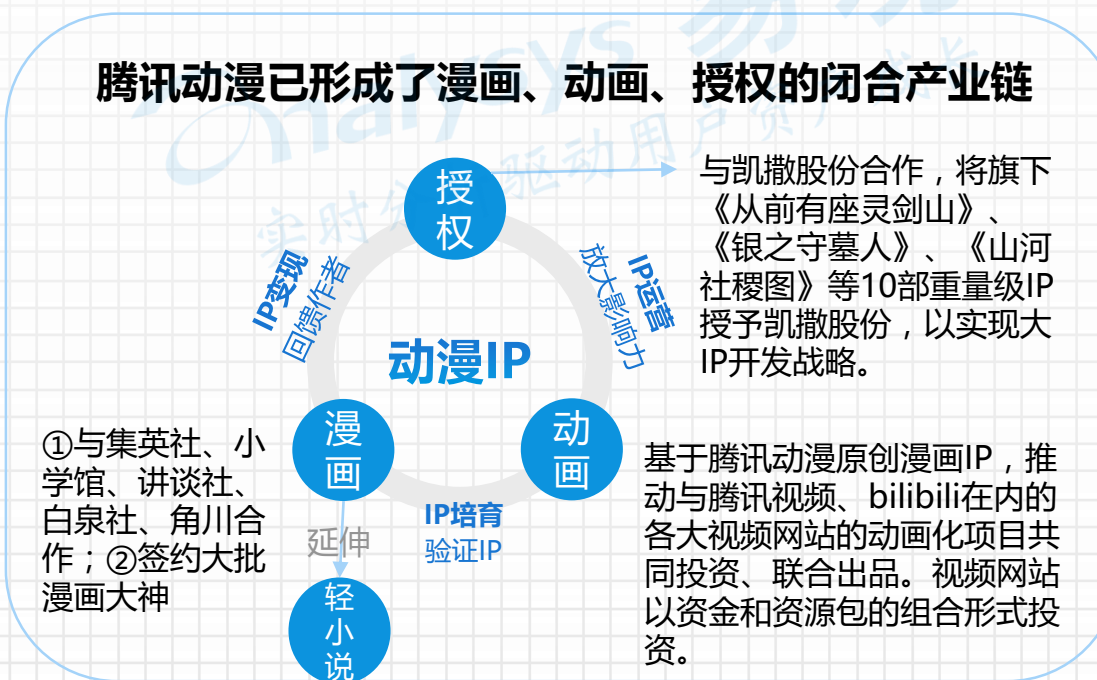 腾讯动漫已形成了漫画、动画、授权的闭合产业链
授
权
与凯撒股份合作，将旗下
《从前有座灵剑山》、
《银之守墓人》、《山河
社稷图》等10部重量级IP
授予凯撒股份，以实现大
IP开发战略。
IP变现
回馈作者
IP运营
放大影响力
动漫IP
漫
画
动
画
①与集英社、小
学馆、讲谈社、
白泉社、角川合
作；②签约大批
漫画大神
IP培育
验证IP
延伸
轻
小
说
基于腾讯动漫原创漫画IP，推
动与腾讯视频、bilibili在内的
各大视频网站的动画化项目共
同投资、联合出品。视频网站
以资金和资源包的组合形式投
资。